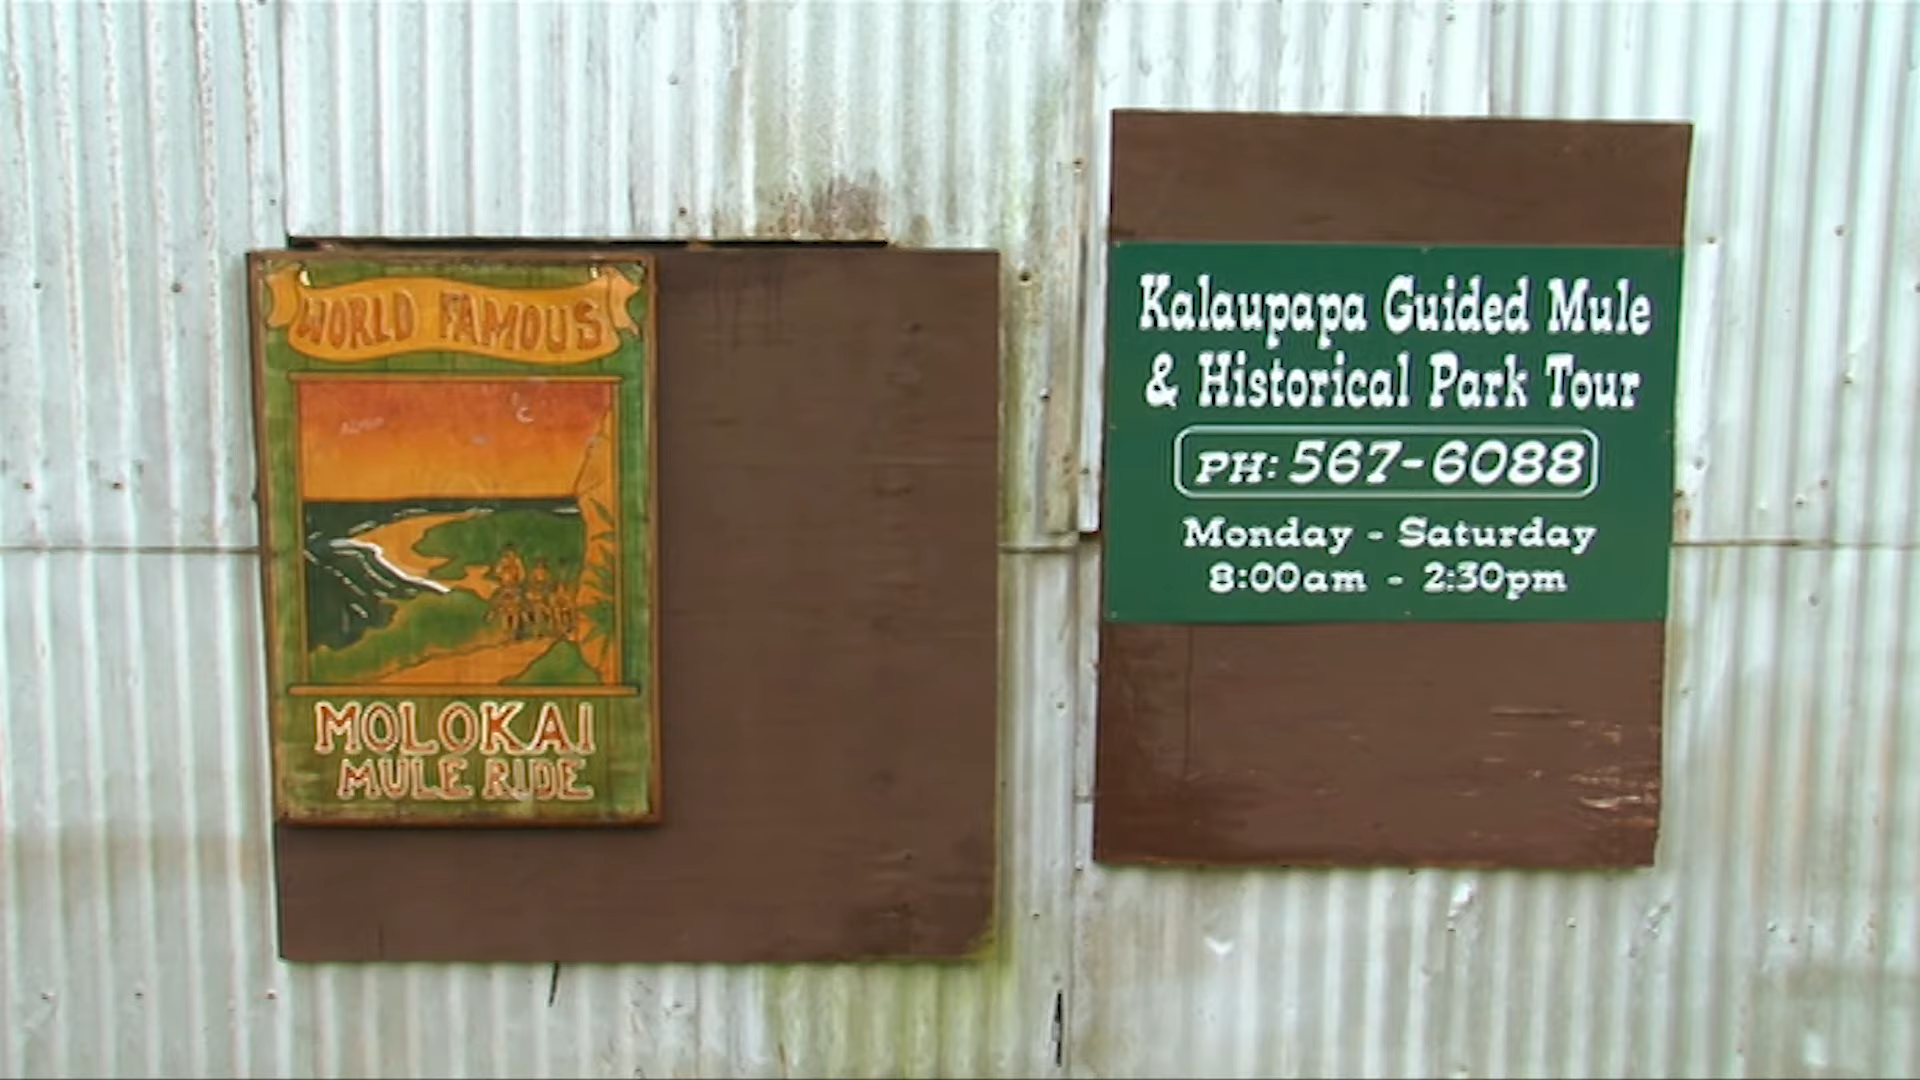 WORLD FAMOUS
MOLOKAI
MULE RIDE
Kalaupapa Guided Mule
& Historical Park Tour
PH: 567-6088
Monday - Saturday
8:00am - 2:30pm